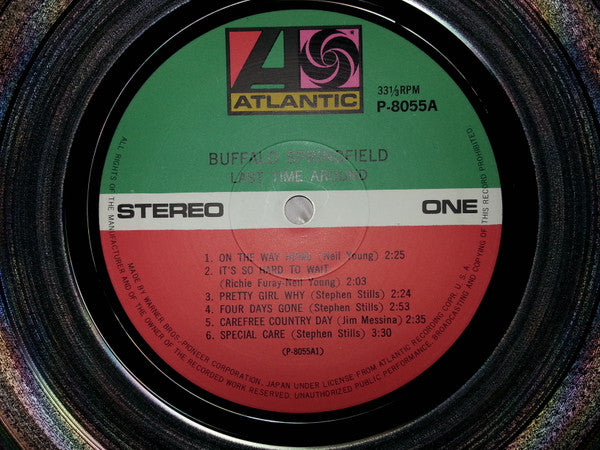 ATLANTIC
33⅓RPM
P-8055A
BUFFALO SPRINGFIELD
LAST TIME AROUND
STEREO
ONE
1. ON THE WAY HOME (Neil Young) 2:25
2. IT'S SO HARD TO WAIT
(Richie Furay-Neil Young) 2:03
3. PRETTY GIRL WHY (Stephen Stills) 2:24
4. FOUR DAYS GONE (Stephen Stills) 2:53
5. CAREFREE COUNTRY DAY (Jim Messina) 2:35
6. SPECIAL CARE (Stephen Stills) 3:30
(P-8055A1)
MADE BY WARNER BROS.-PIONEER CORPORATION, JAPAN UNDER LICENSE FROM ATLANTIC RECORDING CORP. U.S.A.
ALL RIGHTS OF THE MANUFACTURER AND OF THE OWNER OF THE RECORDED WORK RESERVED. UNAUTHORIZED PUBLIC PERFORMANCE, BROADCASTING AND COPYING OF THIS RECORD PROHIBITED.